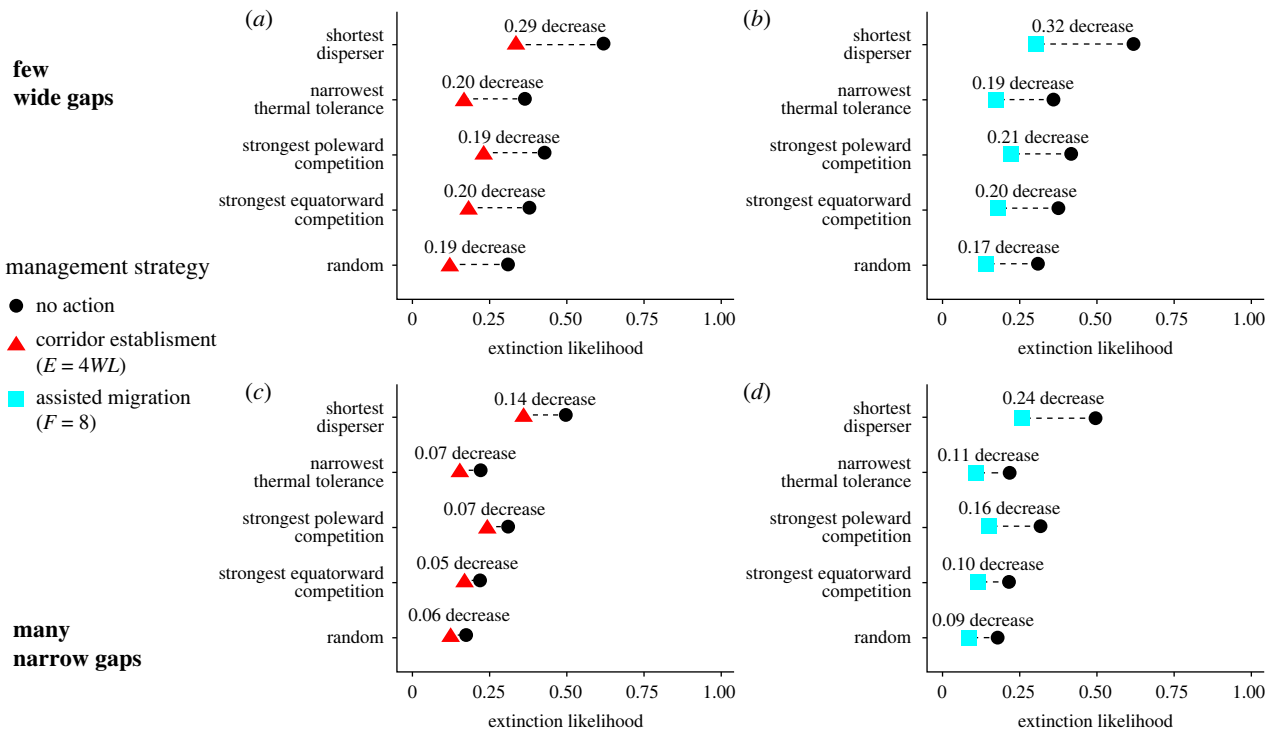 few
wide gaps
management strategy
no action
corridor establisment
(E = 4WL)
assisted migration
(F = 8)
many
narrow gaps
(a)
shortest
disperser
0.29 decrease
narrowest
thermal tolerance
0.20 decrease
strongest poleward
competition
0.19 decrease
strongest equatorward
competition
0.20 decrease
random
0.19 decrease
0 0.25 0.50 0.75 1.00
extinction likelihood
(b)
shortest
disperser
0.32 decrease
narrowest
thermal tolerance
0.19 decrease
strongest poleward
competition
0.21 decrease
strongest equatorward
competition
0.20 decrease
random
0.17 decrease
0 0.25 0.50 0.75 1.00
extinction likelihood
(c)
shortest
disperser
0.14 decrease
narrowest
thermal tolerance
0.07 decrease
strongest poleward
competition
0.07 decrease
strongest equatorward
competition
0.05 decrease
random
0.06 decrease
0 0.25 0.50 0.75 1.00
extinction likelihood
(d)
shortest
disperser
0.24 decrease
narrowest
thermal tolerance
0.11 decrease
strongest poleward
competition
0.16 decrease
strongest equatorward
competition
0.10 decrease
random
0.09 decrease
0 0.25 0.50 0.75 1.00
extinction likelihood